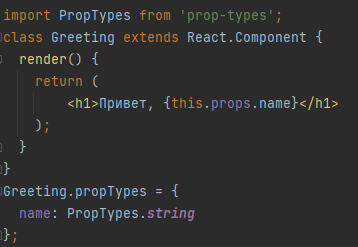 import PropTypes from 'prop-types';
class Greeting extends React.Component {
  render() {
    return (
        <h1>Привет, {this.props.name}</h1>
    );
  }
}
Greeting.propTypes = {
  name: PropTypes.string
};